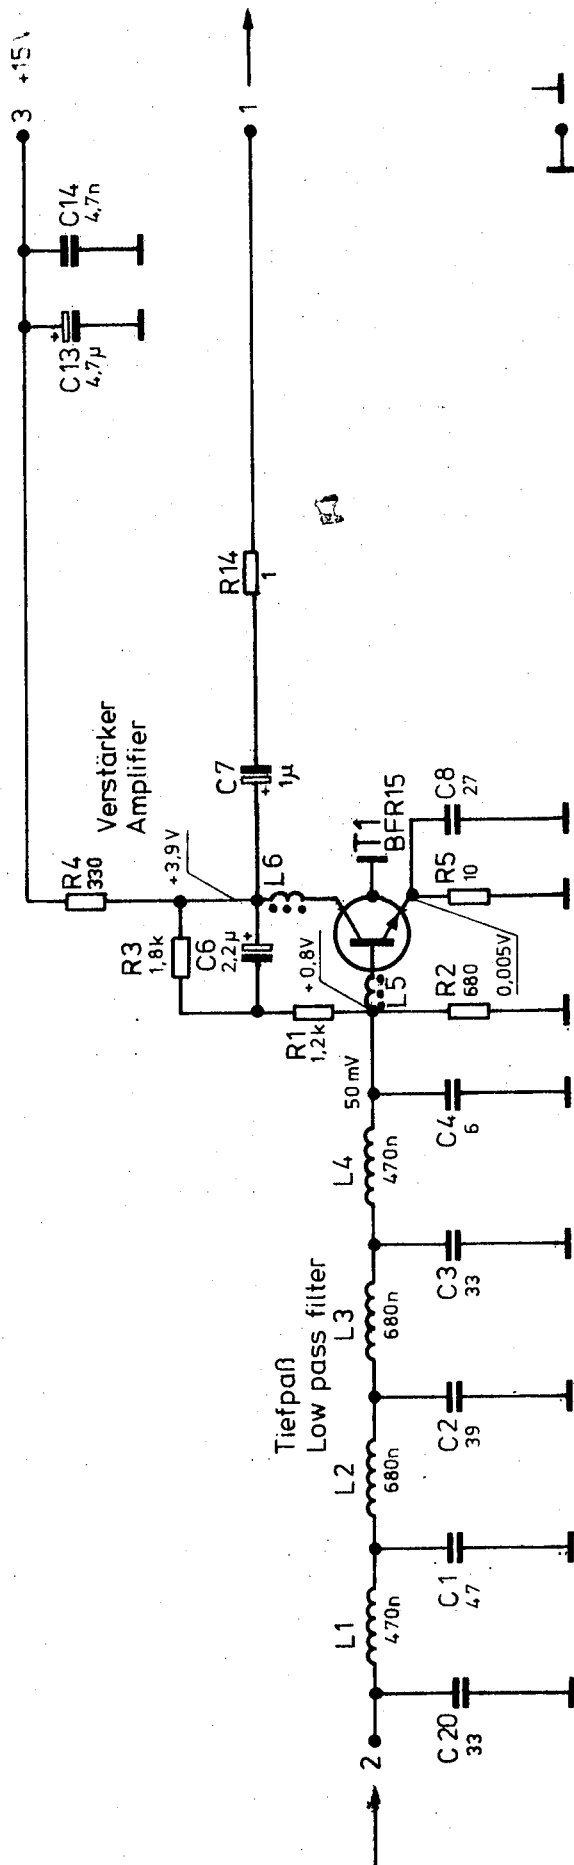 3 +15V
C14
4,7n
C13
4,7µ
1
R14
1
Verstärker
Amplifier
C7
1µ
+
R4
330
+3,9V
L6
R3
1,8k
C6
2,2µ
+
R1
1,2k
+0,8V
L5
T1
BFR15
C8
27
R5
10
0,005V
R2
680
50mV
C4
6
L4
470n
C3
33
Tiefpaß
Low pass filter
L3
680n
C2
39
L2
680n
C1
47
L1
470n
C20
33
2